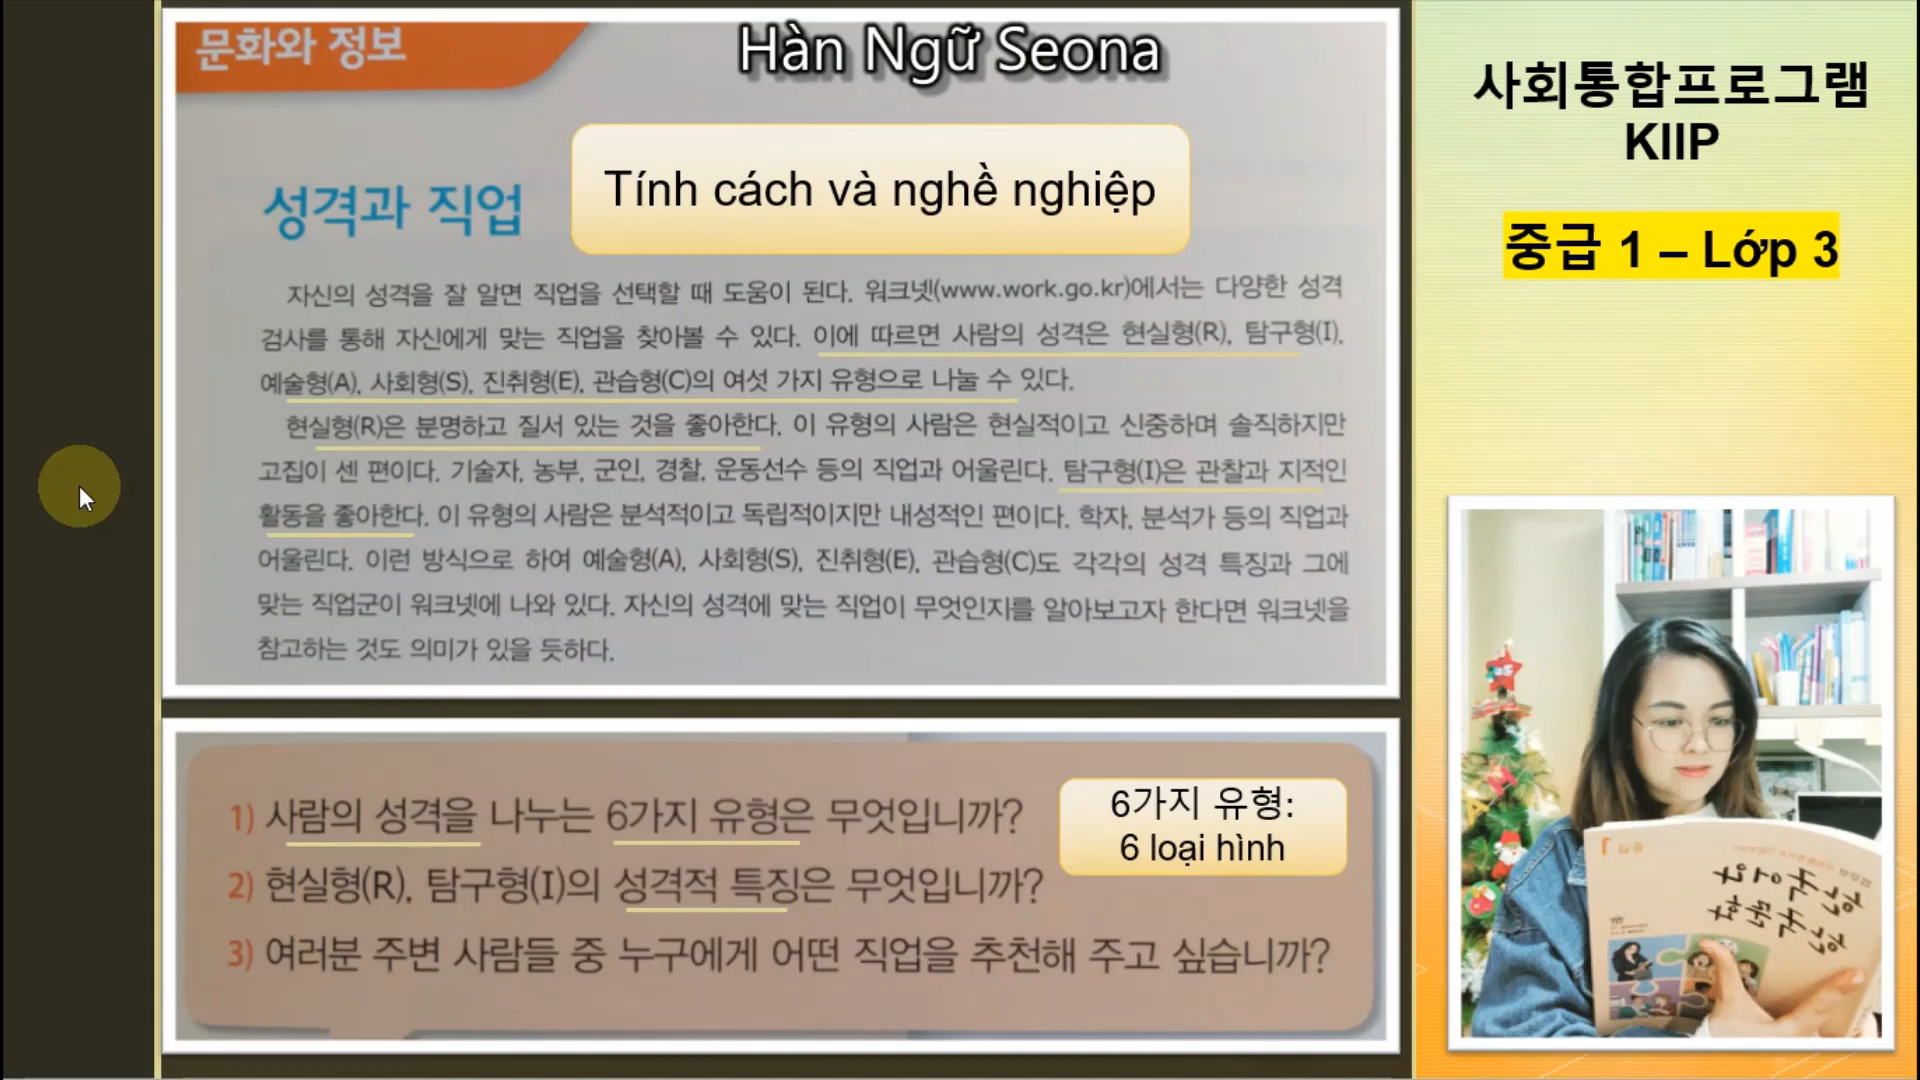 문화와 정보
Hàn Ngữ Seona
Tính cách và nghề nghiệp
성격과 직업
자신의 성격을 잘 알면 직업을 선택할 때 도움이 된다. 워크넷(www.work.go.kr)에서는 다양한 성격
검사를 통해 자신에게 맞는 직업을 찾아볼 수 있다. 이에 따르면 사람의 성격은 현실형(R), 탐구형(I),
예술형(A), 사회형(S), 진취형(E), 관습형(C)의 여섯 가지 유형으로 나눌 수 있다.
현실형(R)은 분명하고 질서 있는 것을 좋아한다. 이 유형의 사람은 현실적이고 신중하며 솔직하지만
고집이 센 편이다. 기술자, 농부, 군인, 경찰, 운동선수 등의 직업과 어울린다. 탐구형(I)은 관찰과 지적인
활동을 좋아한다. 이 유형의 사람은 분석적이고 독립적이지만 내성적인 편이다. 학자, 분석가 등의 직업과
어울린다. 이런 방식으로 하여 예술형(A), 사회형(S), 진취형(E), 관습형(C)도 각각의 성격 특징과 그에
맞는 직업군이 워크넷에 나와 있다. 자신의 성격에 맞는 직업이 무엇인지를 알아보고자 한다면 워크넷을
참고하는 것도 의미가 있을 듯하다.
1) 사람의 성격을 나누는 6가지 유형은 무엇입니까?
2) 현실형(R), 탐구형(I)의 성격적 특징은 무엇입니까?
3) 여러분 주변 사람들 중 누구에게 어떤 직업을 추천해 주고 싶습니까?
6가지 유형:
6 loại hình
사회통합프로그램
KIIP
중급 1 – Lớp 3